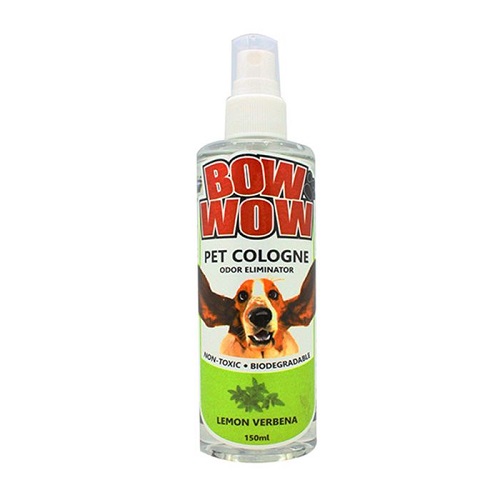 BOW
WOW
PET COLOGNE
ODOR ELIMINATOR
NON-TOXIC • BIODEGRADABLE
LEMON VERBENA
150ml